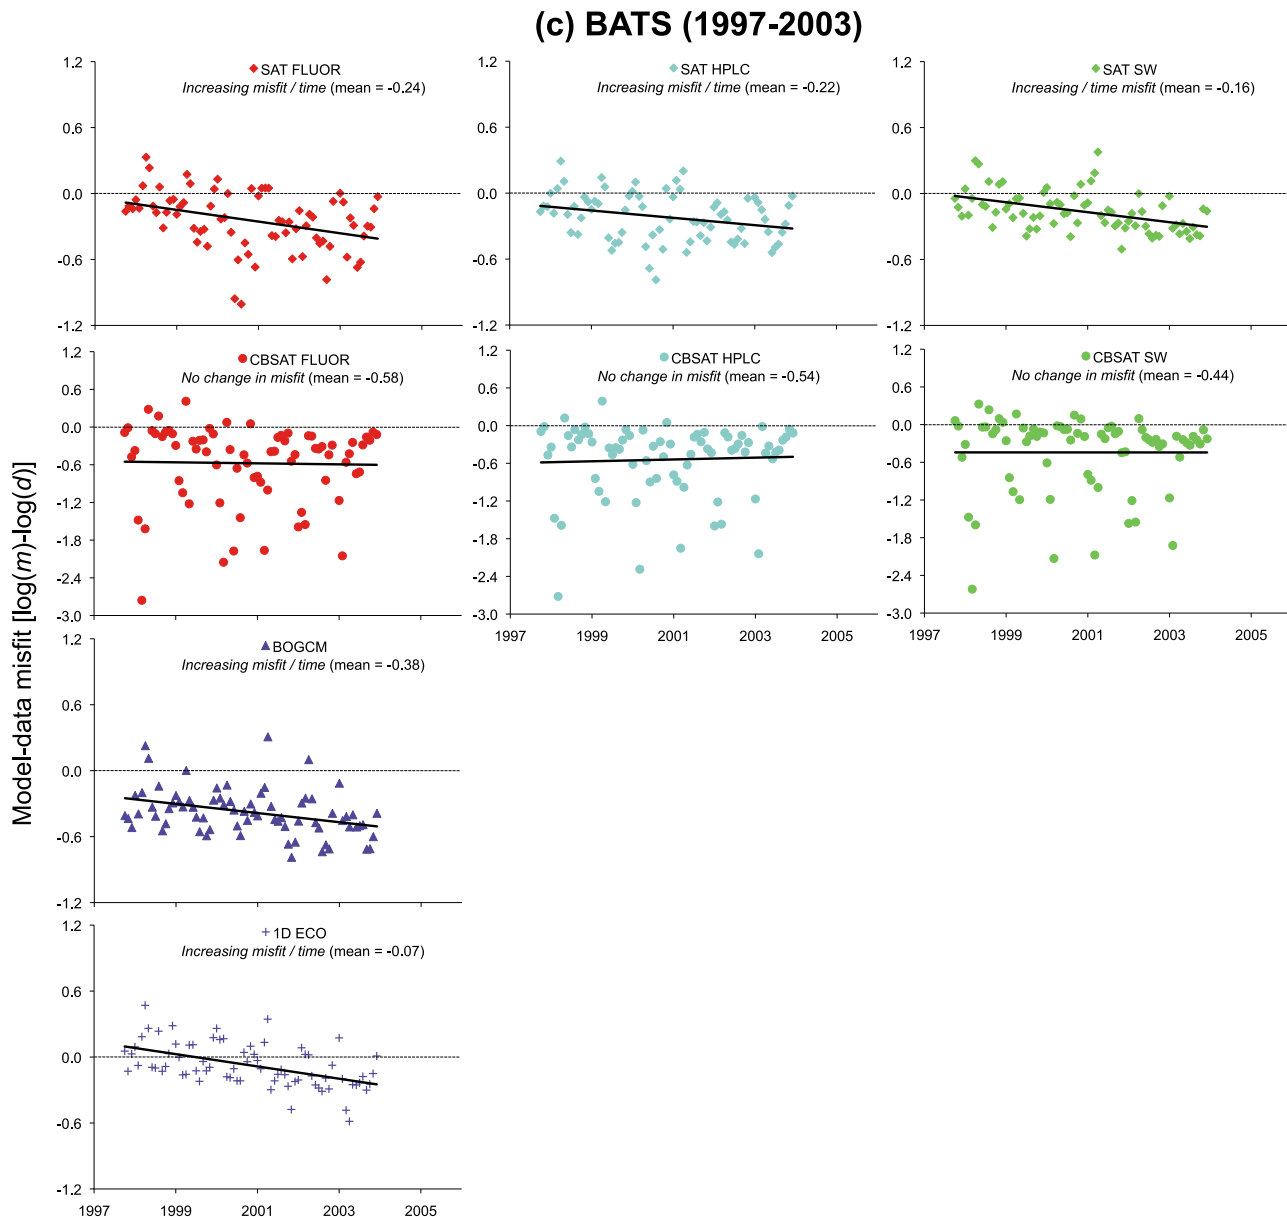 (c) BATS (1997-2003)
Model-data misfit [log(m)-log(d)]
SAT FLUOR
Increasing misfit / time (mean = -0.24)
1.2
0.6
0.0
-0.6
-1.2
1997 1999 2001 2003 2005
SAT HPLC
Increasing misfit / time (mean = -0.22)
1.2
0.6
0.0
-0.6
-1.2
SAT SW
Increasing / time misfit (mean = -0.16)
1.2
0.6
0.0
-0.6
-1.2
CBSAT FLUOR
No change in misfit (mean = -0.58)
1.2
0.6
0.0
-0.6
-1.2
-1.8
-2.4
-3.0
CBSAT HPLC
No change in misfit (mean = -0.54)
1.2
0.6
0.0
-0.6
-1.2
-1.8
-2.4
-3.0
1997 1999 2001 2003 2005
CBSAT SW
No change in misfit (mean = -0.44)
1.2
0.6
0.0
-0.6
-1.2
-1.8
-2.4
-3.0
1997 1999 2001 2003 2005
BOGCM
Increasing misfit / time (mean = -0.38)
1.2
0.6
0.0
-0.6
-1.2
1D ECO
Increasing misfit / time (mean = -0.07)
1.2
0.6
0.0
-0.6
-1.2
1997 1999 2001 2003 2005